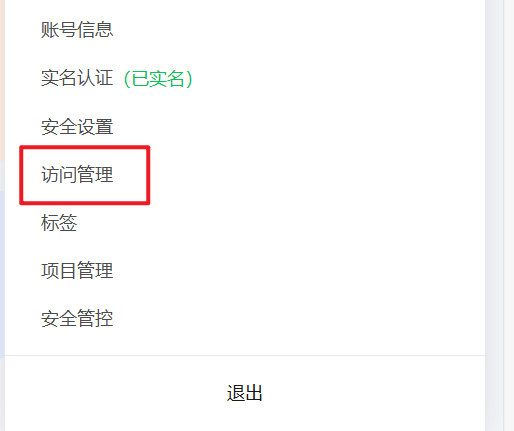 账号信息
实名认证（已实名）
安全设置
访问管理
标签
项目管理
安全管控
退出